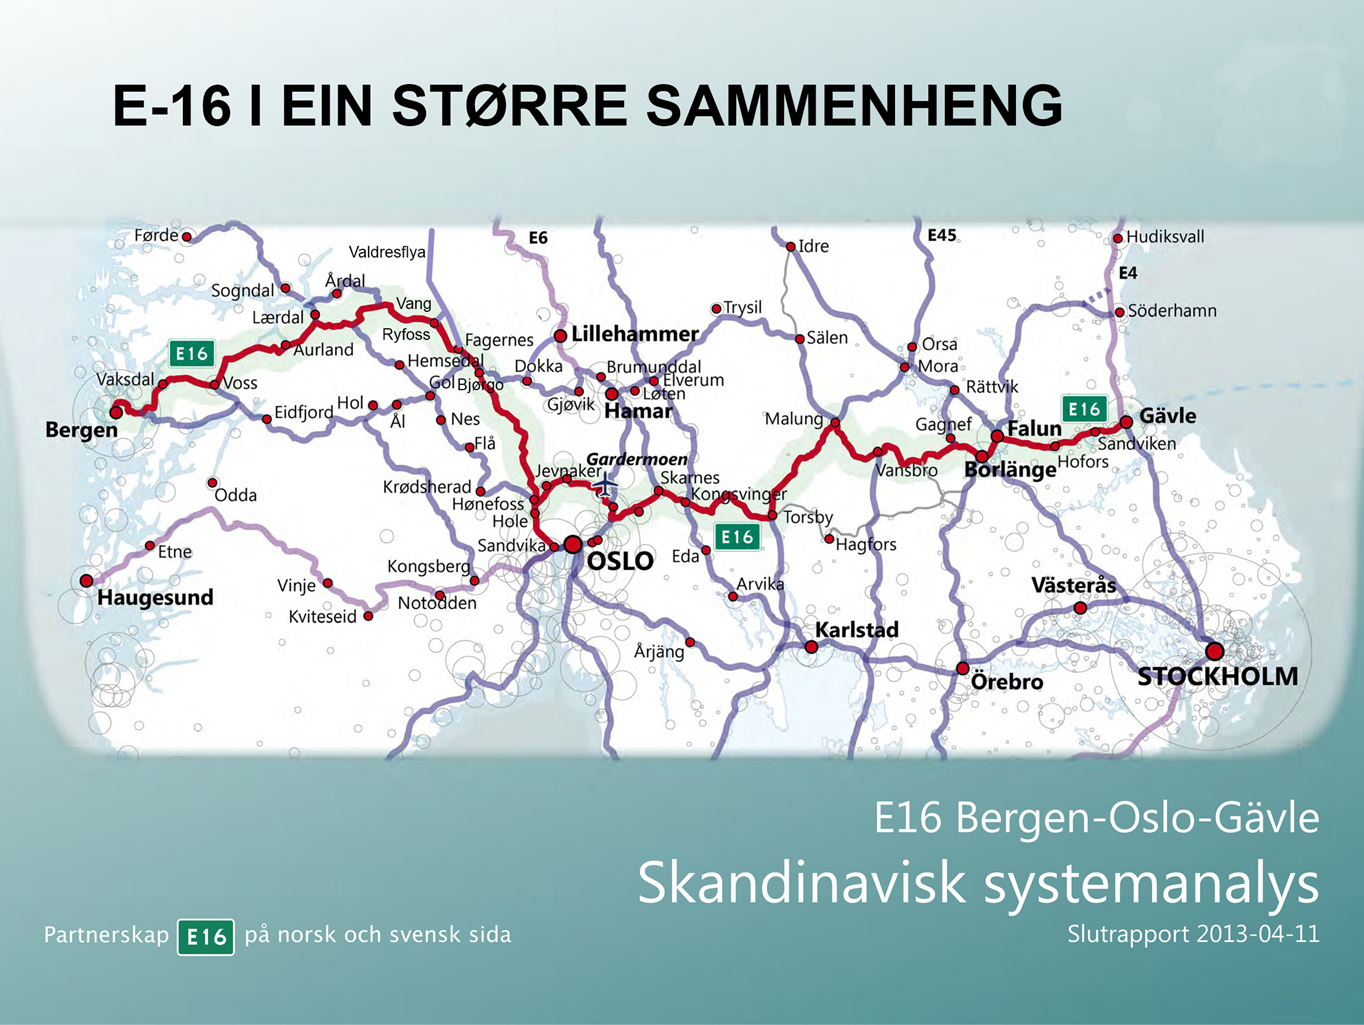 E-16 I EIN STØRRE SAMMENHENG
Førde
Valdresflya
E6
Idre
E45
Hudiksvall
E4
Sogndal
Årdal
Vang
Trysil
Söderhamn
Lærdal
Ryfoss
Lillehammer
Sälen
Orsa
E16
Aurland
Fagernes
Hemsedal
Dokka
Brumunddal
Mora
Vaksdal
Voss
Gol
Bjørgo
Elverum
Løten
Rättvik
Gjøvik
Hamar
E16
Gävle
Hol
Ål
Nes
Eidfjord
Malung
Gagnef
Falun
Sandviken
Bergen
Flå
Gardermoen
Vansbro
Borlänge
Hofors
Jevnaker
Skarnes
Odda
Krødsherad
Kongsvinger
Hønefoss
Hole
Torsby
E16
Sandvika
OSLO
Eda
Hagfors
Etne
Kongsberg
Vinje
Arvika
Västerås
Haugesund
Notodden
Kviteseid
Karlstad
Årjäng
Örebro
STOCKHOLM
E16 Bergen-Oslo-Gävle
Skandinavisk systemanalys
Partnerskap E16 på norsk och svensk sida
Slutrapport 2013-04-11